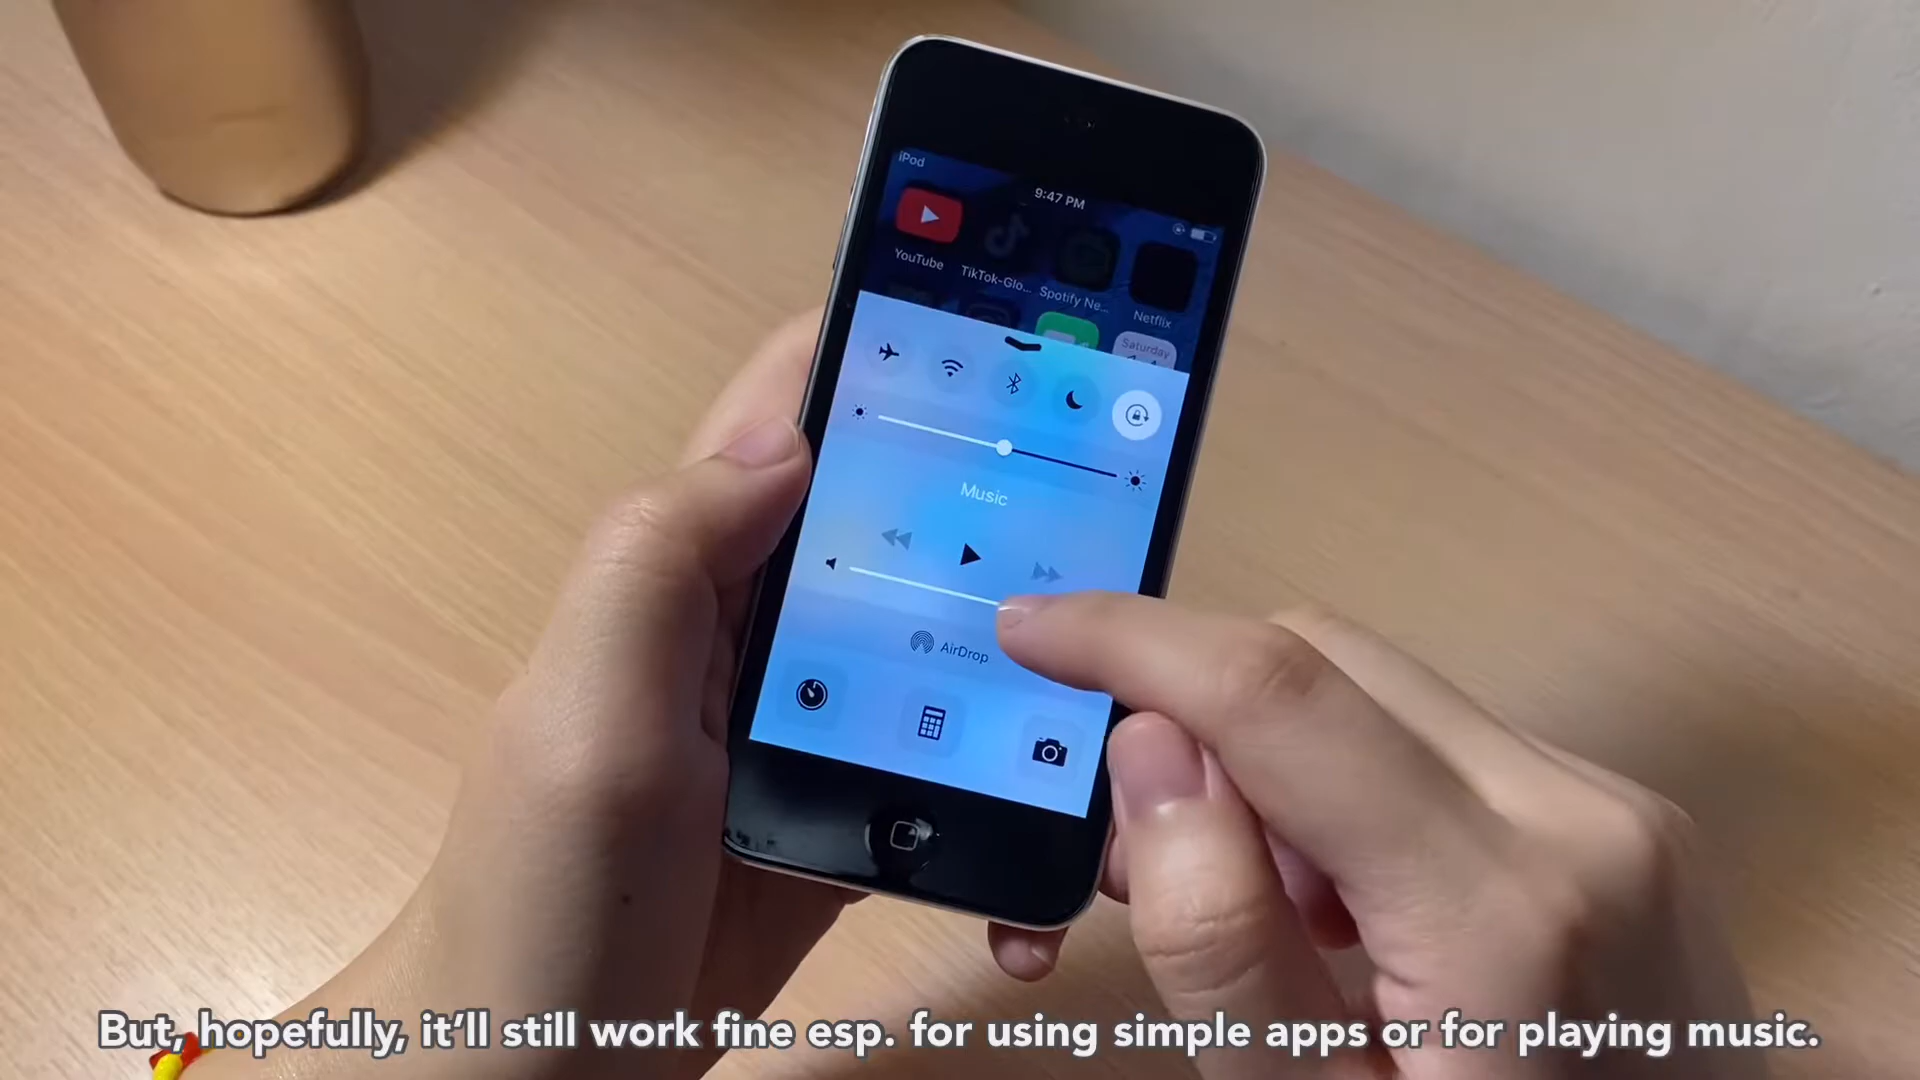 iPod
9:47 PM
YouTube
TikTok-Glo...
Spotify Ne...
Netflix
Saturday
Music
AirDrop
But, hopefully, it'll still work fine esp. for using simple apps or for playing music.